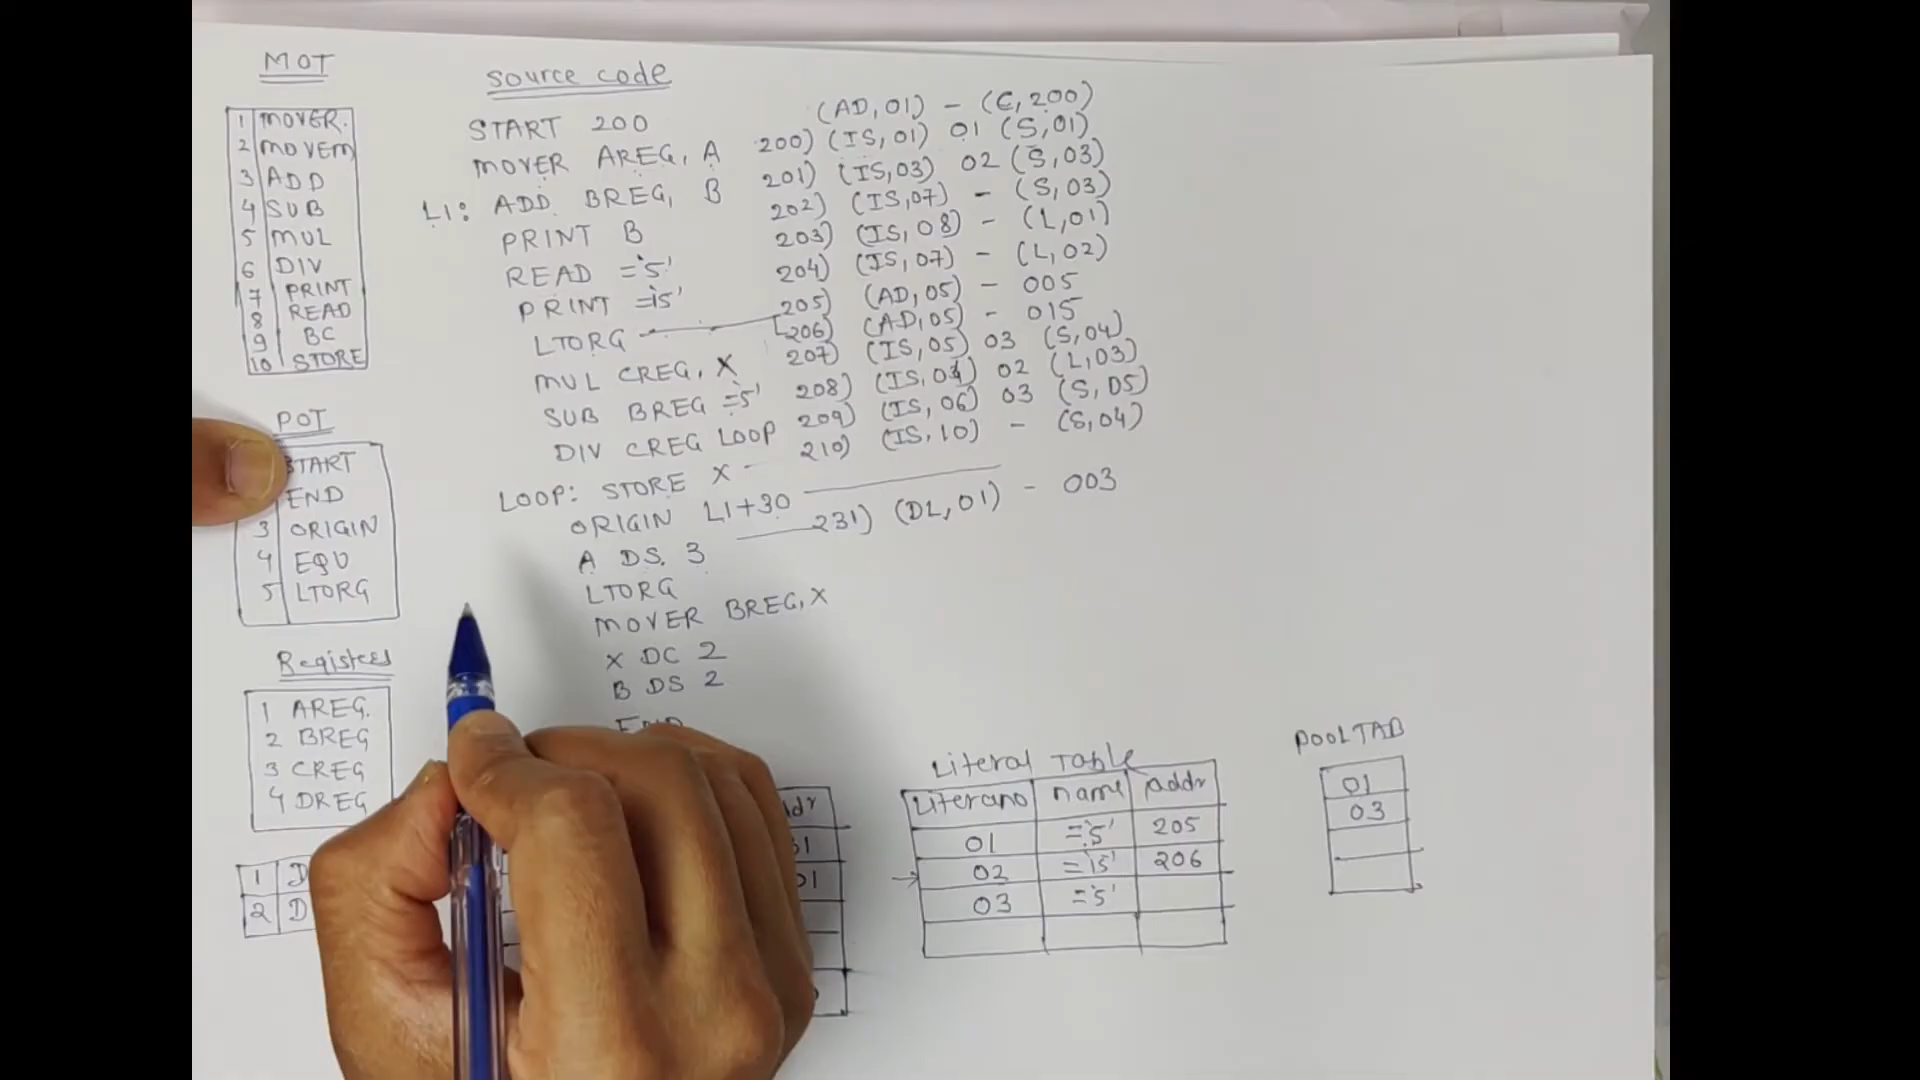 MOT
1 MOVER.
2 MOVEM
3 ADD
4 SUB
5 MUL
6 DIV
7 PRINT
8 READ
9 BC
10 STORE
POT
START
END
3 ORIGIN
4 EQU
5 LTORG
Registers
1 AREG.
2 BREG
3 CREG
4 DREG
1 D
2 D
source code
START 200 (AD,01) - (C,200)
MOVER AREG, A 200) (IS,01) 01 (S,01)
L1: ADD BREG, B 201) (IS,03) 02 (S,03)
PRINT B 202) (IS,07) - (S,03)
READ ='5' 203) (IS,08) - (L,01)
PRINT ='15' 204) (IS,07) - (L,02)
LTORG 205) (AD,05) - 005
206) (AD,05) - 015
MUL CREG, X 207) (IS,05) 03 (S,04)
SUB BREG ='5' 208) (IS,04) 02 (L,03)
DIV CREG LOOP 209) (IS,06) 03 (S,05)
LOOP: STORE X 210) (IS,10) - (S,04)
ORIGIN L1+30
A DS. 3 231) (DL,01) - 003
LTORG
MOVER BREG, X
X DC 2
B DS 2
END
Literal Table
Literano name addr
01 ='5' 205
02 ='15' 206
03 ='5'
POOLTAB
01
03